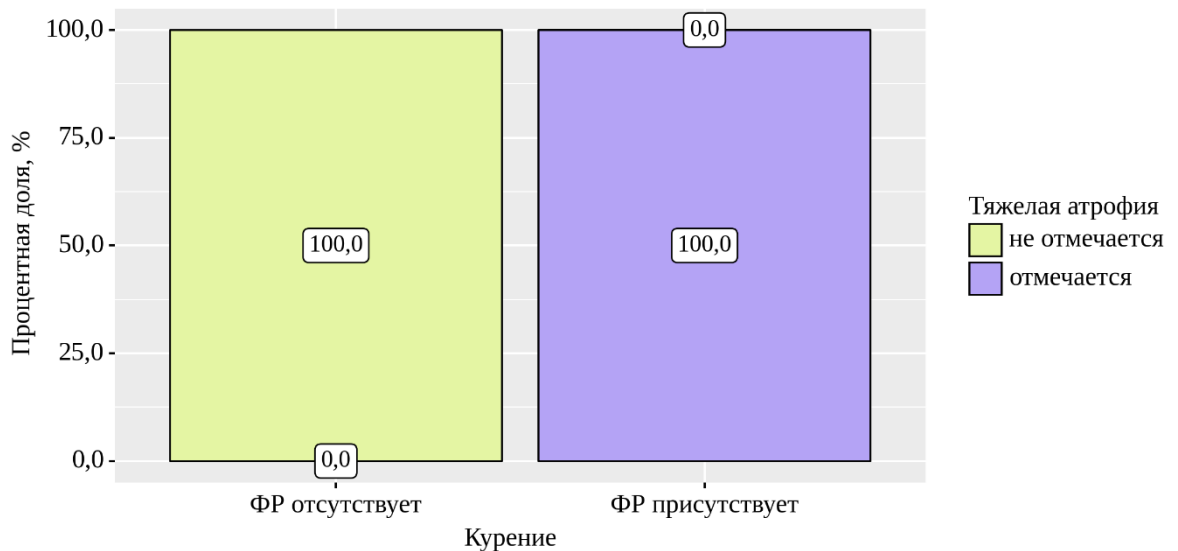 Процентная доля, %
100,0
75,0
50,0
25,0
0,0
0,0
100,0
100,0
0,0
ФР отсутствует
ФР присутствует
Курение
Тяжелая атрофия
не отмечается
отмечается